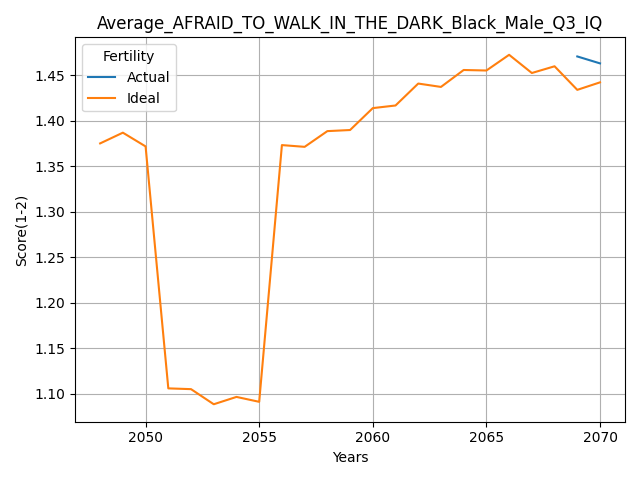 Average_AFRAID_TO_WALK_IN_THE_DARK_Black_Male_Q3_IQ
Fertility
Actual
Ideal
Score(1-2)
1.45
1.40
1.35
1.30
1.25
1.20
1.15
1.10
2050 2055 2060 2065 2070
Years